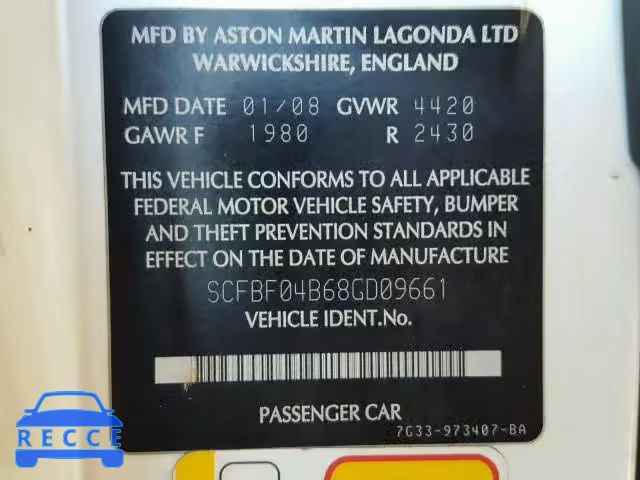 MFD BY ASTON MARTIN LAGONDA LTD
WARWICKSHIRE, ENGLAND
MFD DATE 01/08 GVWR 4420
GAWR F 1980 R 2430
THIS VEHICLE CONFORMS TO ALL APPLICABLE
FEDERAL MOTOR VEHICLE SAFETY, BUMPER
AND THEFT PREVENTION STANDARDS IN
EFFECT ON THE DATE OF MANUFACTURE
SCFBF04B68GD09661
VEHICLE IDENT.No.
PASSENGER CAR
7G33-973407-BA
RECCE